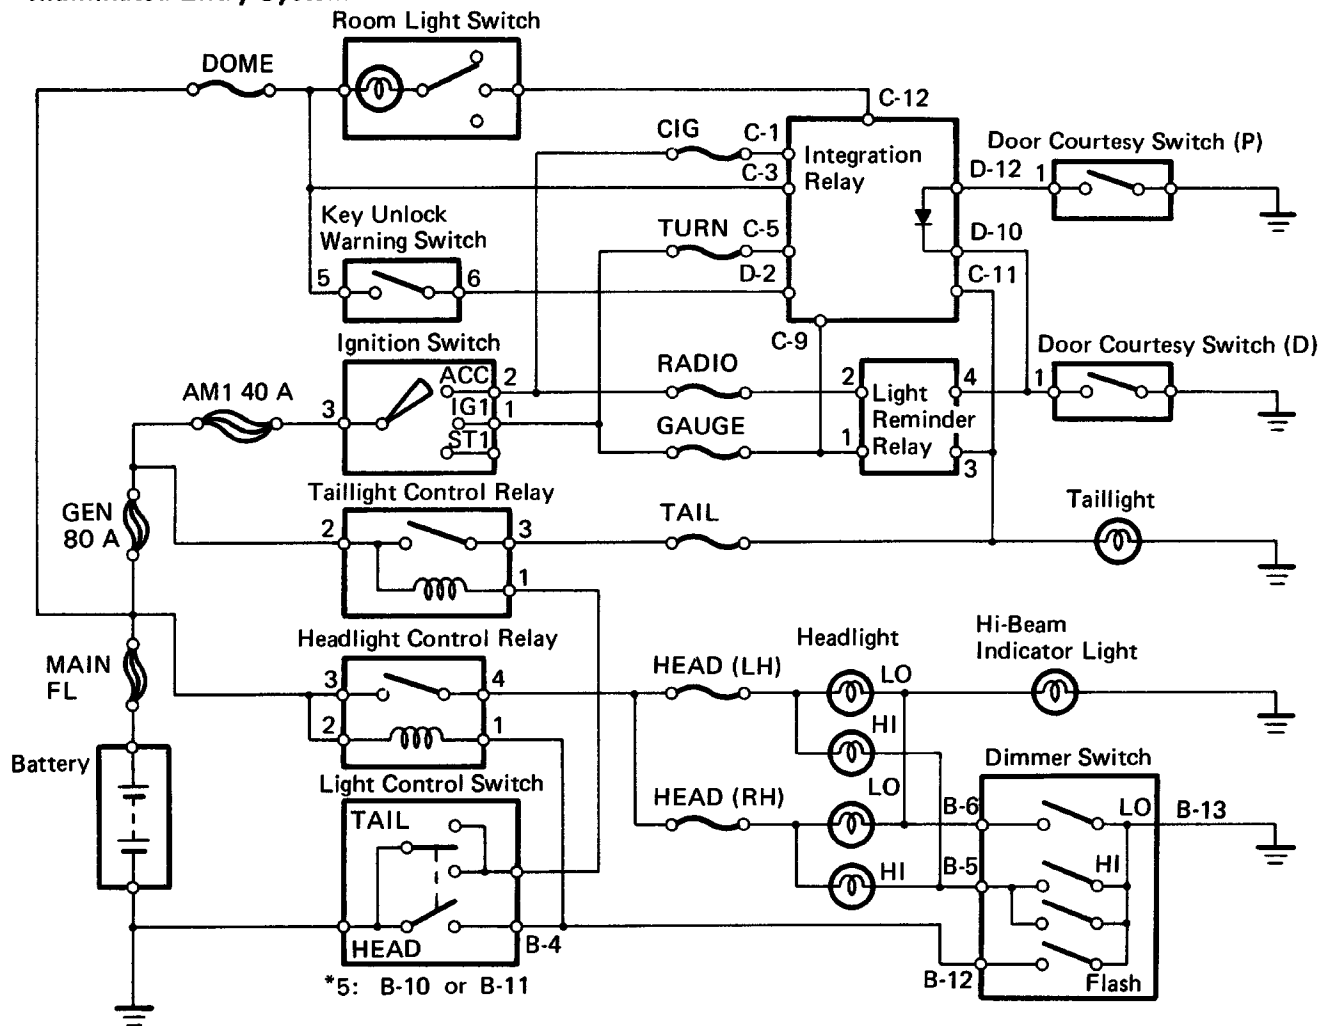 Room Light Switch
DOME
C-12
CIG
C-1
Integration
Relay
Door Courtesy Switch (P)
C-3
D-12
1
Key Unlock
Warning Switch
TURN
C-5
D-10
5
6
D-2
C-11
Ignition Switch
C-9
Door Courtesy Switch (D)
AM1 40 A
ACC
2
RADIO
2
Light
Reminder
Relay
4
1
3
IG1
1
GAUGE
1
ST1
3
Taillight Control Relay
Taillight
GEN
80 A
2
3
TAIL
1
Headlight Control Relay
Headlight
Hi-Beam
Indicator Light
MAIN
FL
3
4
HEAD (LH)
LO
2
1
HI
Battery
Light Control Switch
Dimmer Switch
TAIL
HEAD (RH)
LO
B-6
LO
B-13
HI
B-5
HI
HEAD
B-4
B-12
Flash
*5: B-10 or B-11